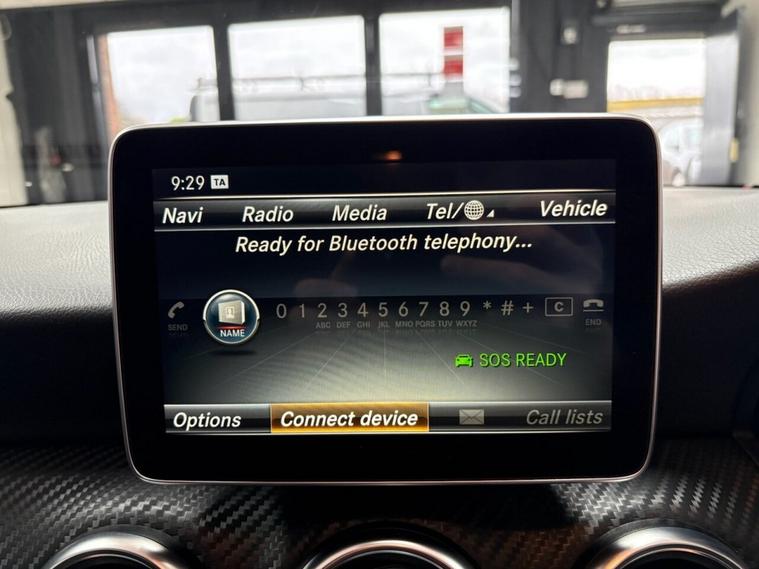 9:29 TA
Navi Radio Media Tel/ Vehicle
Ready for Bluetooth telephony...
0 1 2 3 4 5 6 7 8 9 * # + C
ABC DEF GHI JKL MNO PQRS TUV WXYZ
SEND NAME END
SOS READY
Options Connect device Call lists